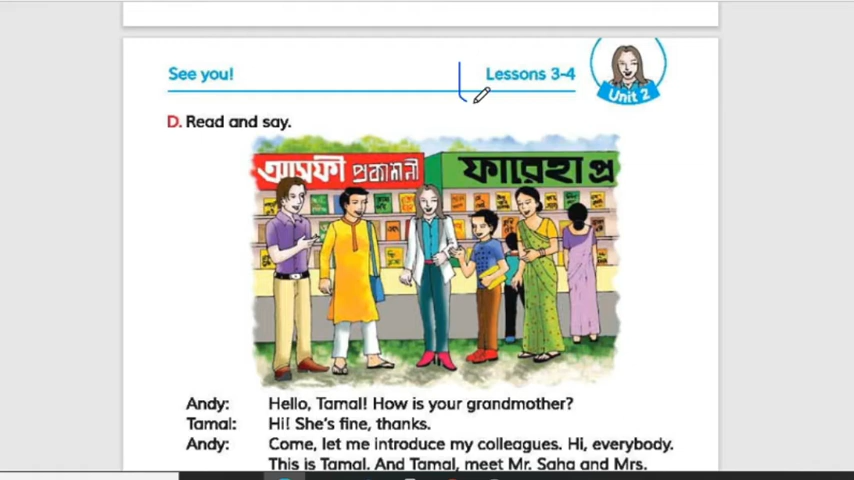 See you!
Lessons 3-4
Unit 2
D. Read and say.
আসফী প্রকাশনী
ফারেহা প্র
Andy: Hello, Tamal! How is your grandmother?
Tamal: Hi! She's fine, thanks.
Andy: Come, let me introduce my colleagues. Hi, everybody.
This is Tamal. And Tamal, meet Mr. Saha and Mrs.